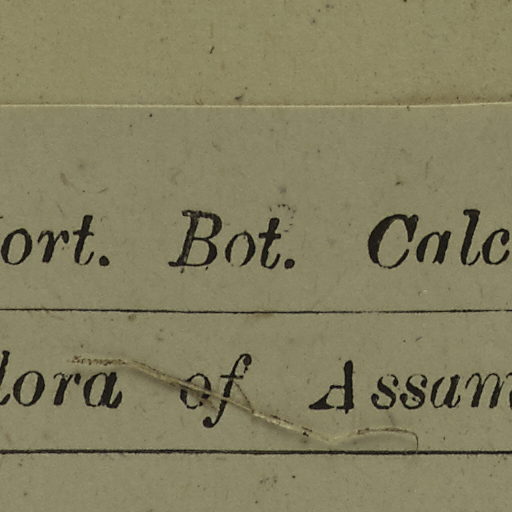 ort. Bot. Calc
lora of Assam